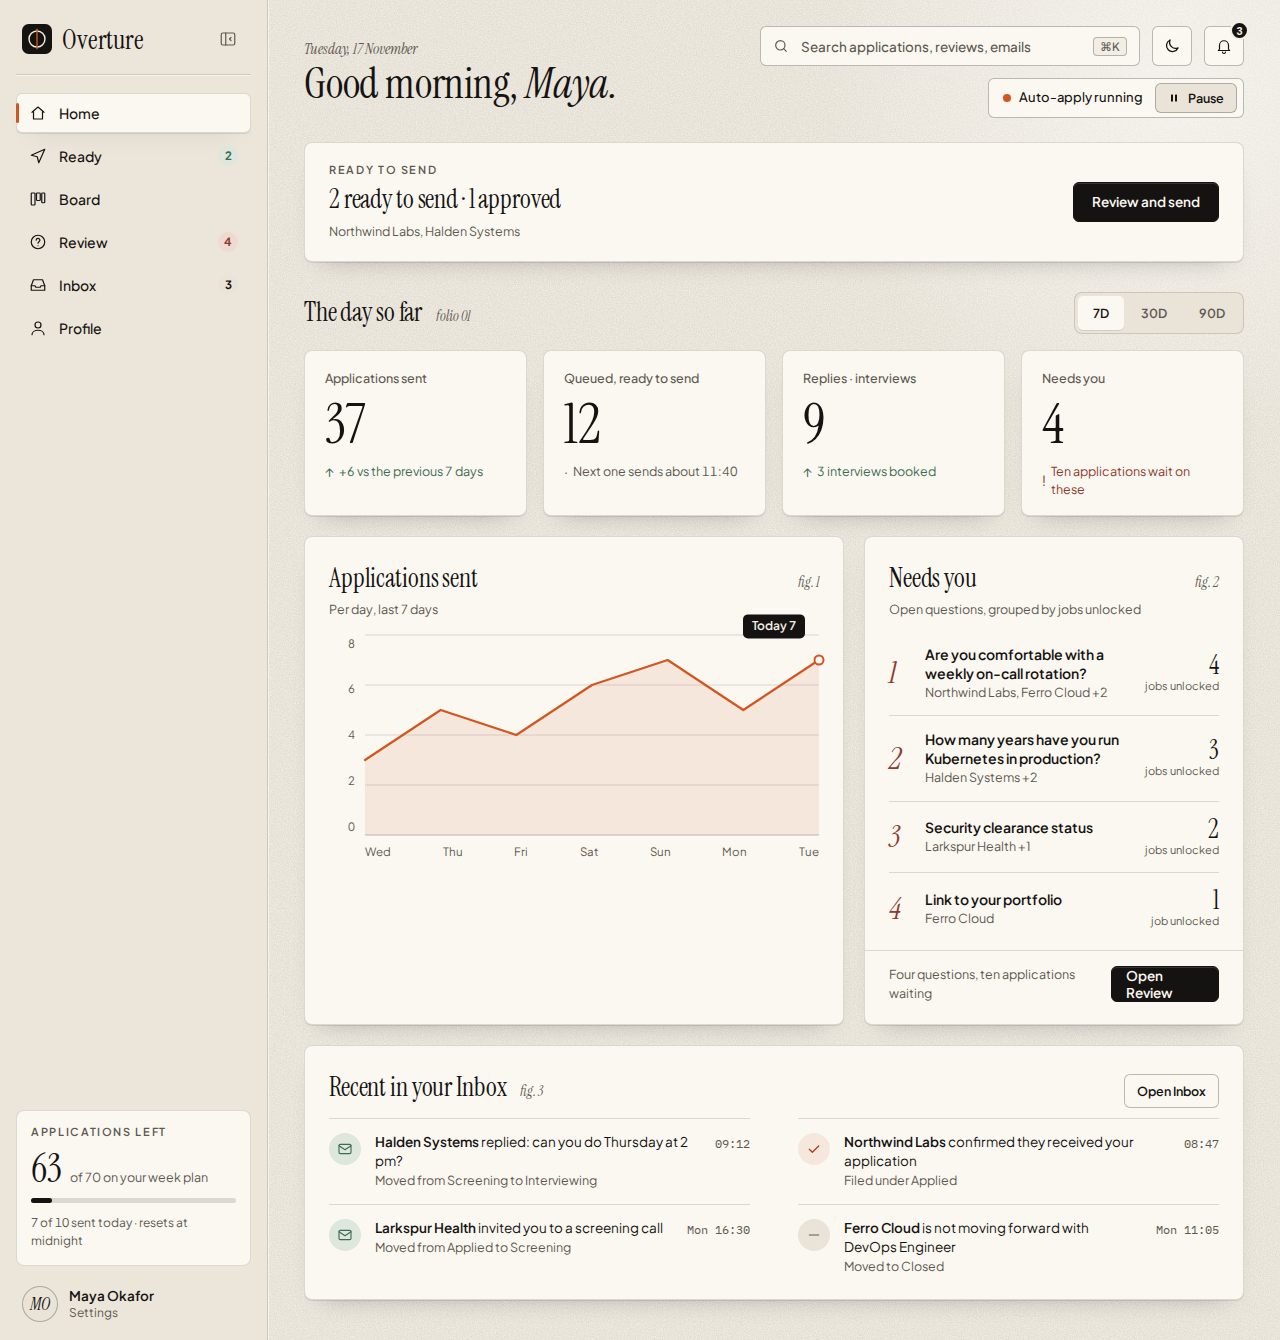 Overture
Home
Ready 2
Board
Review 4
Inbox 3
Profile
APPLICATIONS LEFT
63 of 70 on your week plan
7 of 10 sent today · resets at
midnight
MO
Maya Okafor
Settings
Tuesday, 17 November
Good morning, Maya.
Search applications, reviews, emails ⌘K
3
Auto-apply running
Pause
READY TO SEND
2 ready to send · 1 approved
Northwind Labs, Halden Systems
Review and send
The day so far folio 01
7D 30D 90D
Applications sent
37
↑ +6 vs the previous 7 days
Queued, ready to send
12
· Next one sends about 11:40
Replies · interviews
9
↑ 3 interviews booked
Needs you
4
! Ten applications wait on
these
Applications sent fig. 1
Per day, last 7 days
Today 7
8
6
4
2
0
Wed Thu Fri Sat Sun Mon Tue
Needs you fig. 2
Open questions, grouped by jobs unlocked
1
Are you comfortable with a
weekly on-call rotation?
Northwind Labs, Ferro Cloud +2
4
jobs unlocked
2
How many years have you run
Kubernetes in production?
Halden Systems +2
3
jobs unlocked
3
Security clearance status
Larkspur Health +1
2
jobs unlocked
4
Link to your portfolio
Ferro Cloud
1
job unlocked
Four questions, ten applications
waiting
Open
Review
Recent in your Inbox fig. 3
Open Inbox
Halden Systems replied: can you do Thursday at 2
pm?
Moved from Screening to Interviewing
09:12
Northwind Labs confirmed they received your
application
Filed under Applied
08:47
Larkspur Health invited you to a screening call
Moved from Applied to Screening
Mon 16:30
Ferro Cloud is not moving forward with
DevOps Engineer
Moved to Closed
Mon 11:05